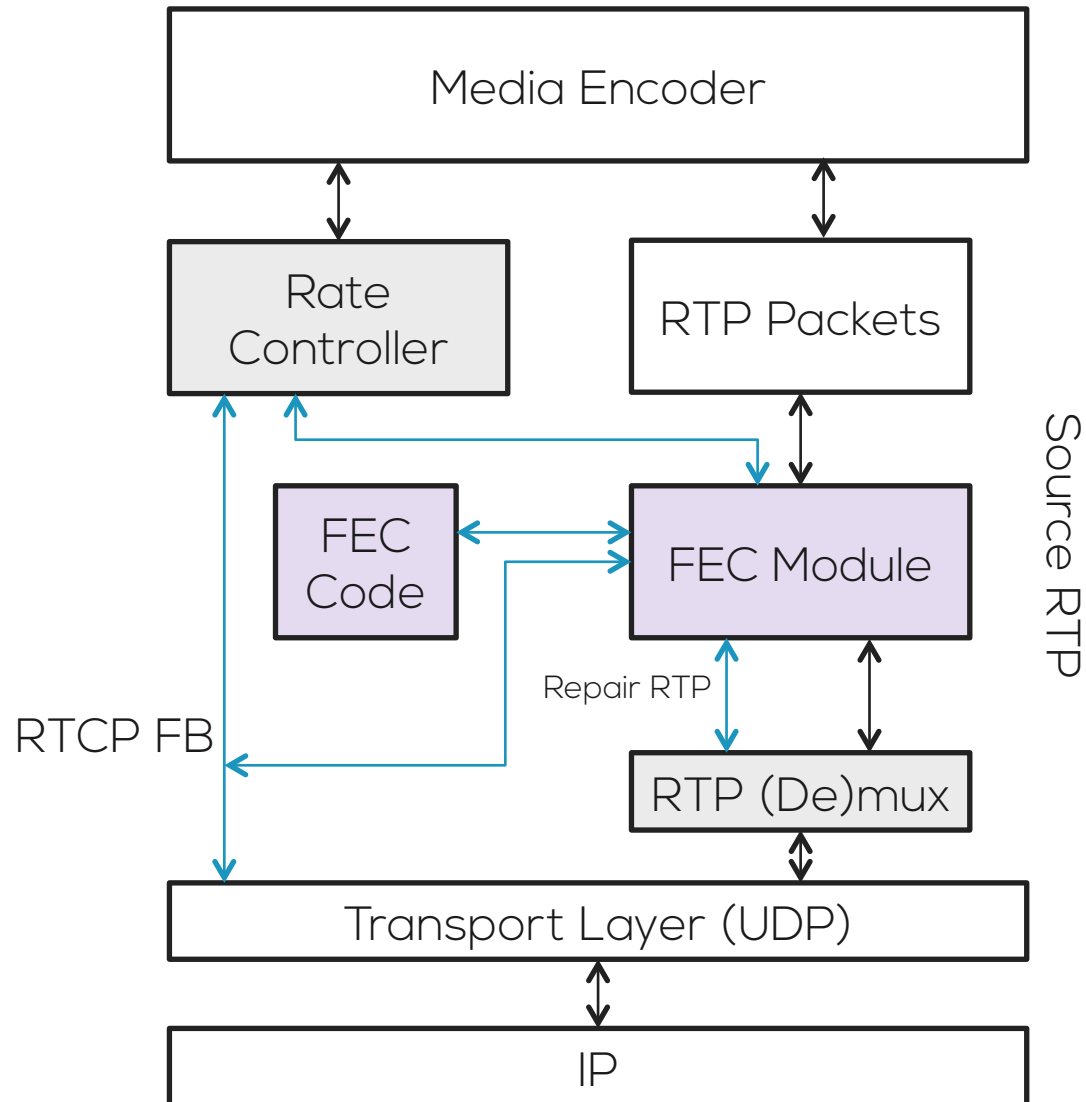 Media Encoder
Rate
Controller
RTP Packets
Source RTP
FEC
Code
FEC Module
Repair RTP
RTCP FB
RTP (De)mux
Transport Layer (UDP)
IP